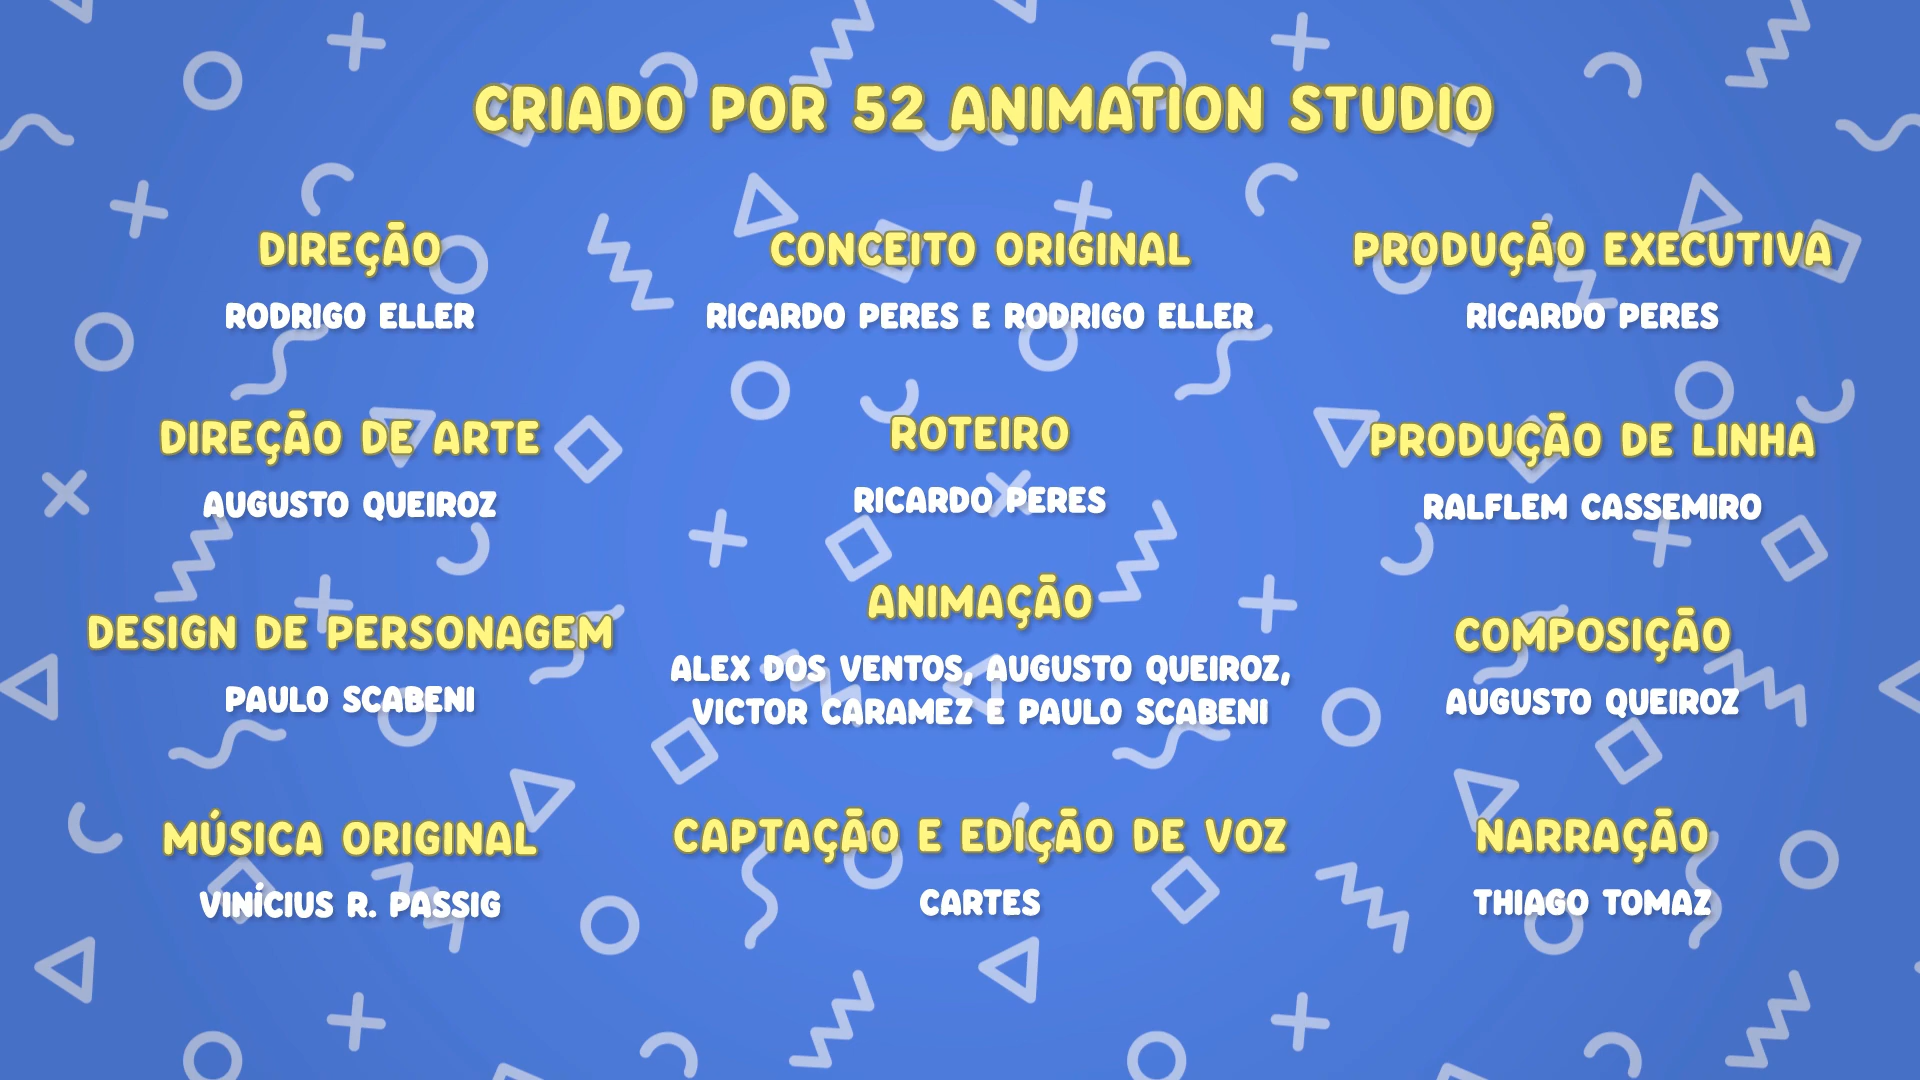 CRIADO POR 52 ANIMATION STUDIO
DIREÇÃO
RODRIGO ELLER
CONCEITO ORIGINAL
RICARDO PERES E RODRIGO ELLER
PRODUÇÃO EXECUTIVA
RICARDO PERES
DIREÇÃO DE ARTE
AUGUSTO QUEIROZ
ROTEIRO
RICARDO PERES
PRODUÇÃO DE LINHA
RALFLEM CASSEMIRO
DESIGN DE PERSONAGEM
PAULO SCABENI
ANIMAÇÃO
ALEX DOS VENTOS, AUGUSTO QUEIROZ,
VICTOR CARAMEZ E PAULO SCABENI
COMPOSIÇÃO
AUGUSTO QUEIROZ
MÚSICA ORIGINAL
VINÍCIUS R. PASSIG
CAPTAÇÃO E EDIÇÃO DE VOZ
CARTES
NARRAÇÃO
THIAGO TOMAZ